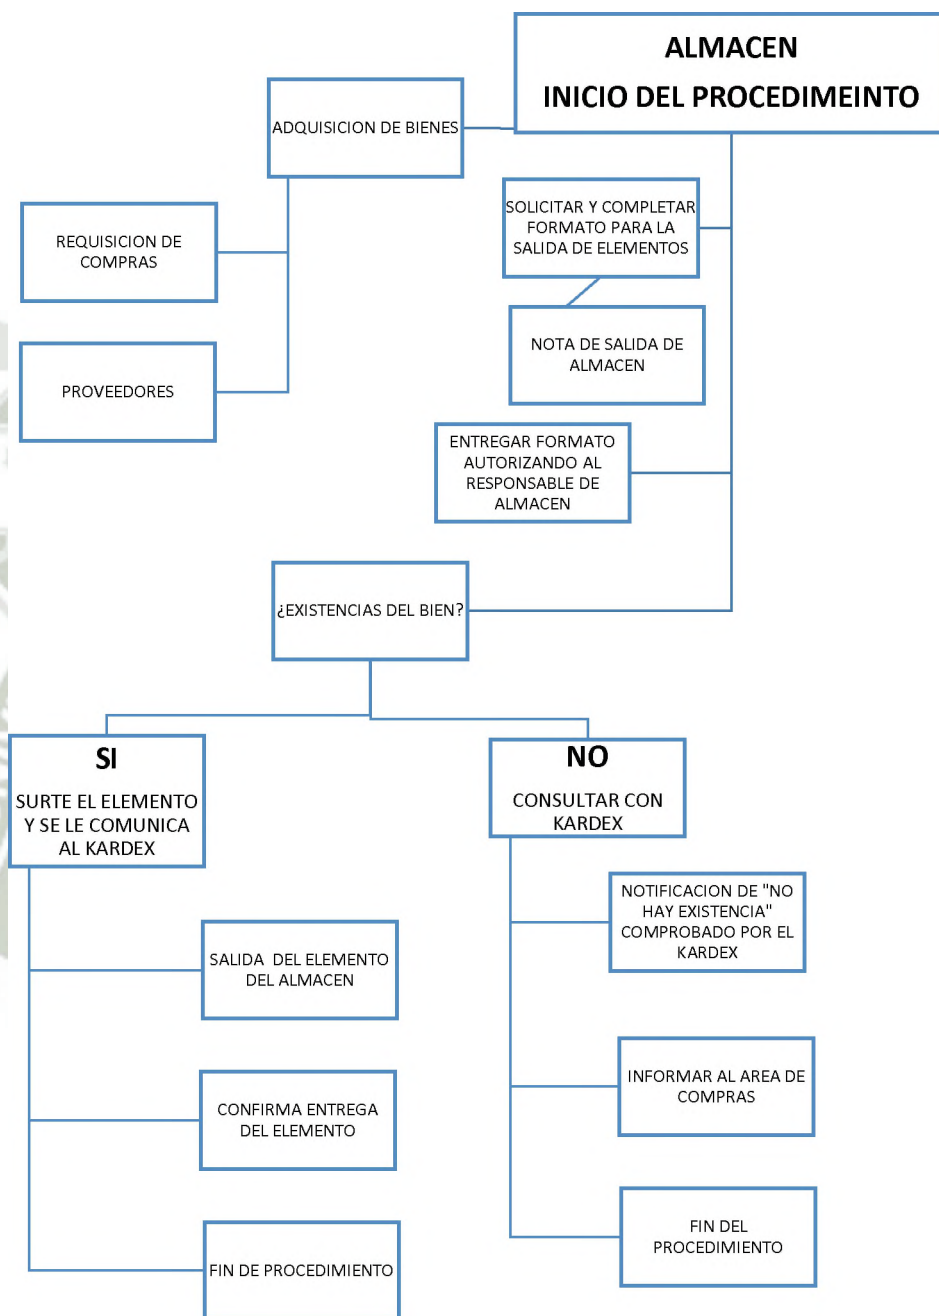 ALMACEN
INICIO DEL PROCEDIMEINTO
ADQUISICION DE BIENES
SOLICITAR Y COMPLETAR
FORMATO PARA LA
SALIDA DE ELEMENTOS
REQUISICION DE
COMPRAS
NOTA DE SALIDA DE
ALMACEN
PROVEEDORES
ENTREGAR FORMATO
AUTORIZANDO AL
RESPONSABLE DE
ALMACEN
¿EXISTENCIAS DEL BIEN?
SI
SURTE EL ELEMENTO
Y SE LE COMUNICA
AL KARDEX
NO
CONSULTAR CON
KARDEX
NOTIFICACION DE "NO
HAY EXISTENCIA"
COMPROBADO POR EL
KARDEX
SALIDA  DEL ELEMENTO
DEL ALMACEN
INFORMAR AL AREA DE
COMPRAS
CONFIRMA ENTREGA
DEL ELEMENTO
FIN DEL
PROCEDIMIENTO
FIN DE PROCEDIMIENTO